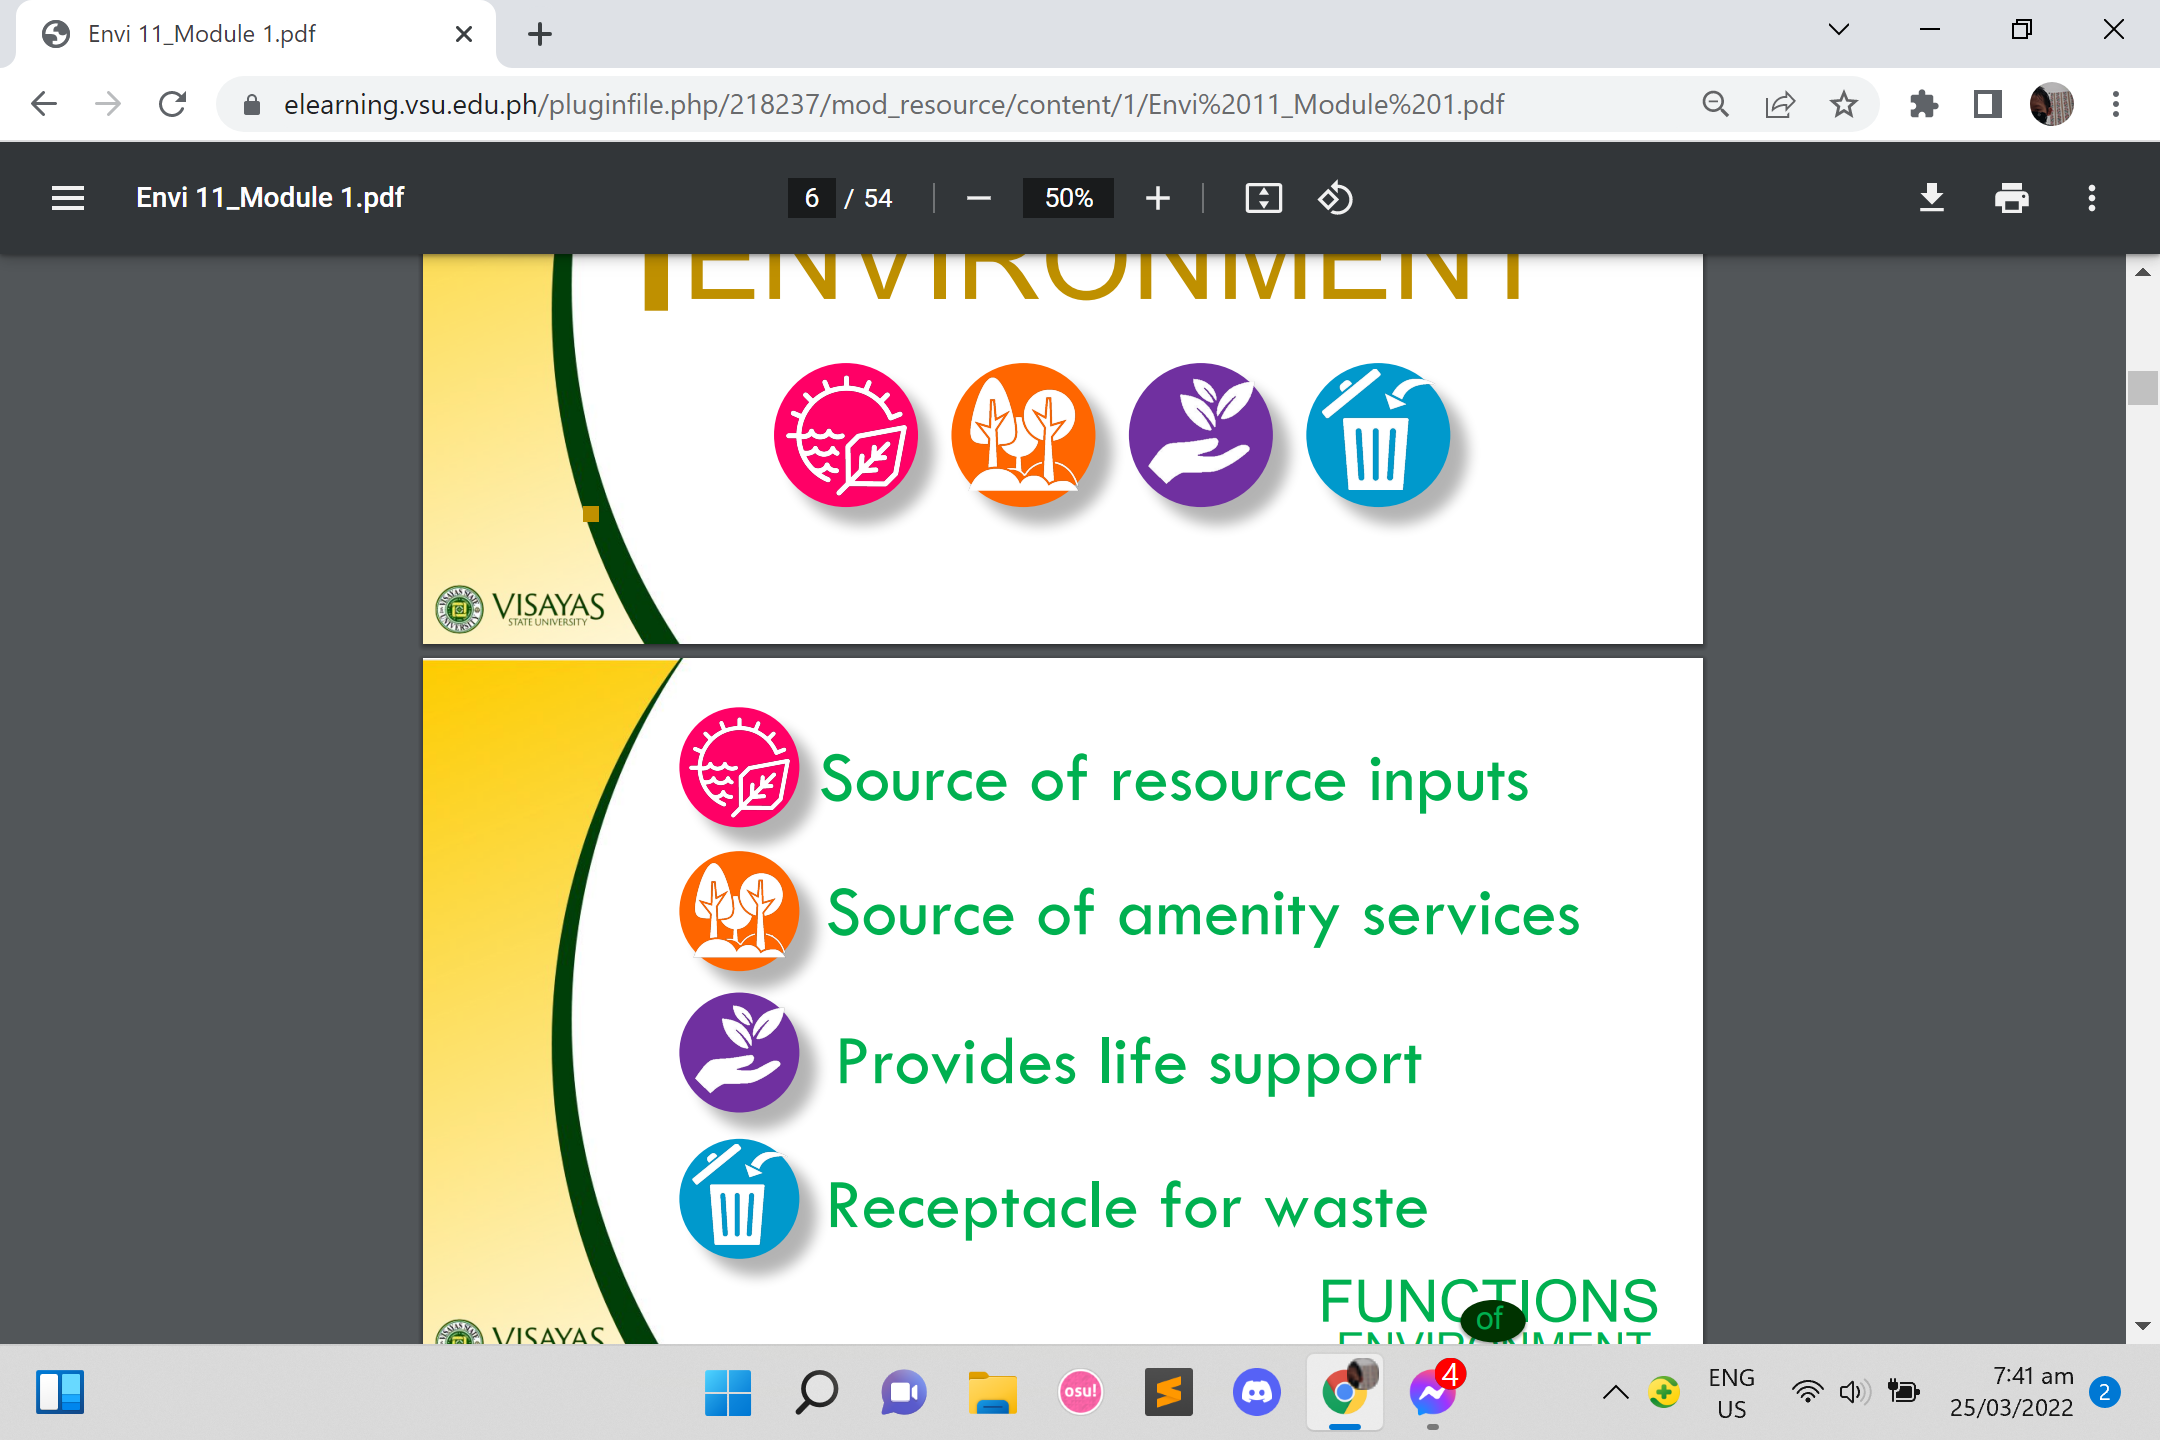 Envi 11_Module 1.pdf
elearning.vsu.edu.ph/pluginfile.php/218237/mod_resource/content/1/Envi%2011_Module%201.pdf
Envi 11_Module 1.pdf
6 / 54
50%
ENVIRONMENT
VISAYAS
STATE UNIVERSITY
Source of resource inputs
Source of amenity services
Provides life support
Receptacle for waste
FUNCTIONS
of
ENVIRONMENT
VISAYAS
osu!
4
ENG
US
7:41 am
25/03/2022
2